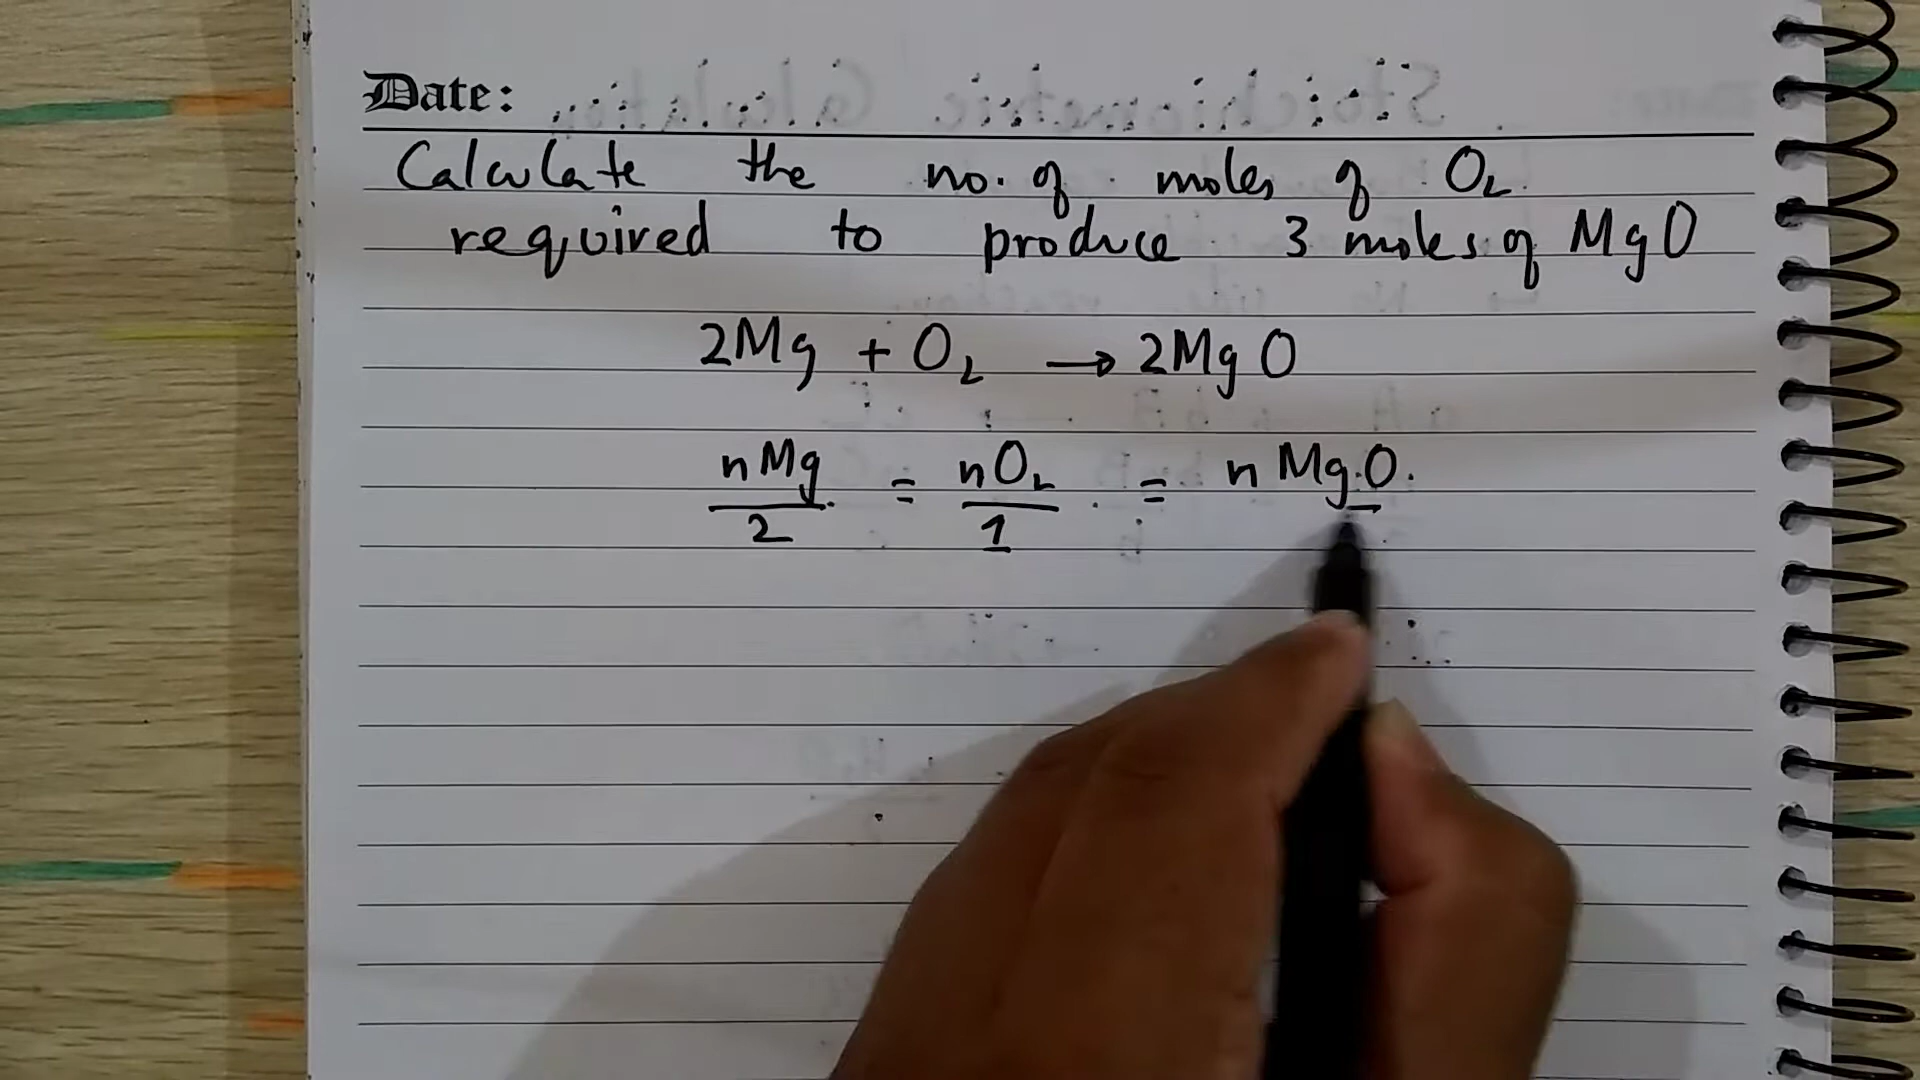 Date:
Calculate the no. of moles of O₂
required to produce 3 moles of MgO
2Mg + O₂ → 2MgO
nMg/2 = nO₂/1 = nMgO